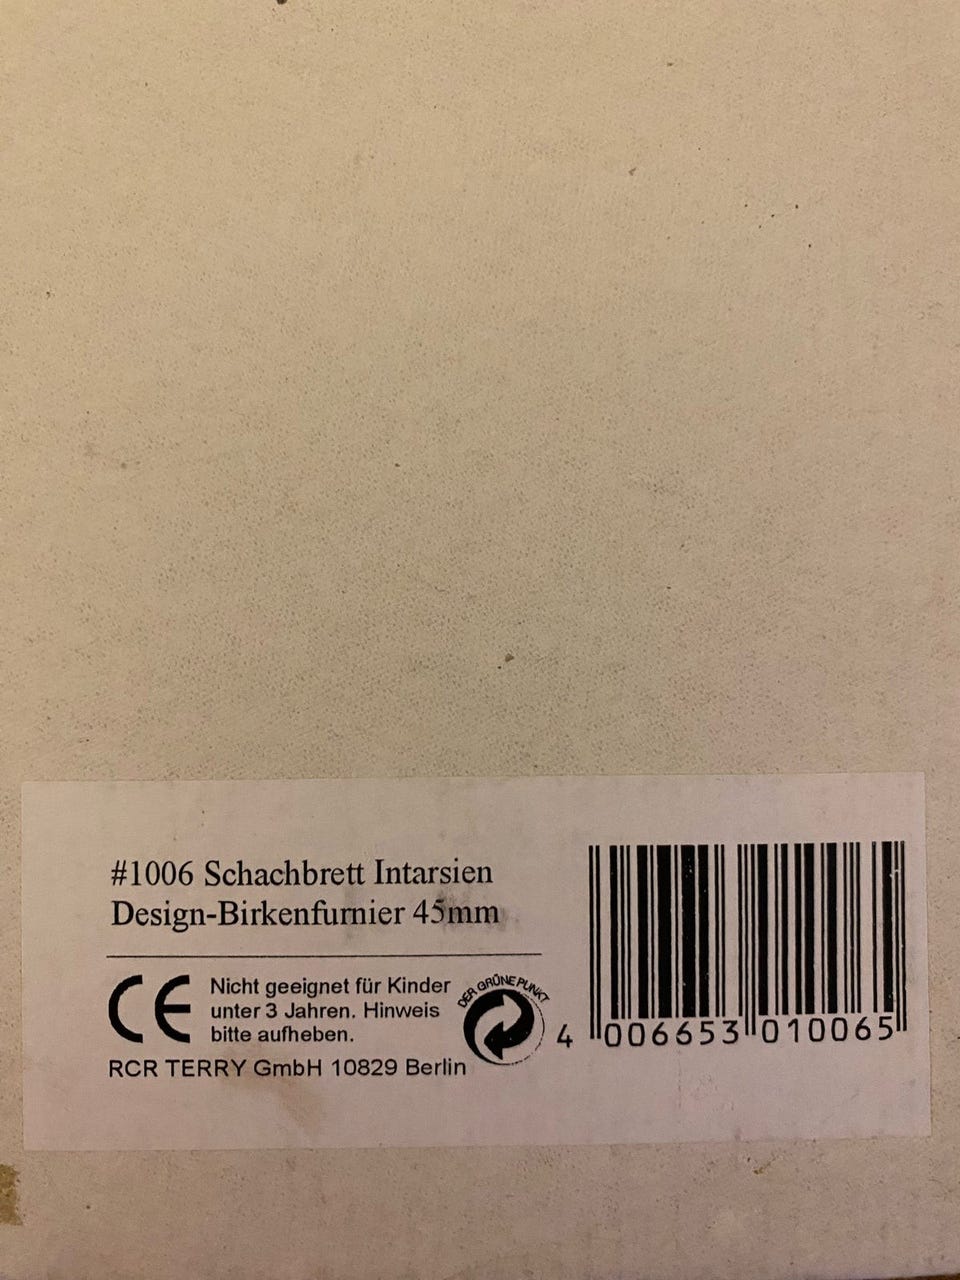 #1006 Schachbrett Intarsien
Design-Birkenfurnier 45mm
CE
Nicht geeignet für Kinder
unter 3 Jahren. Hinweis
bitte aufheben.
DER GRÜNE PUNKT
RCR TERRY GmbH 10829 Berlin
4 006653 010065